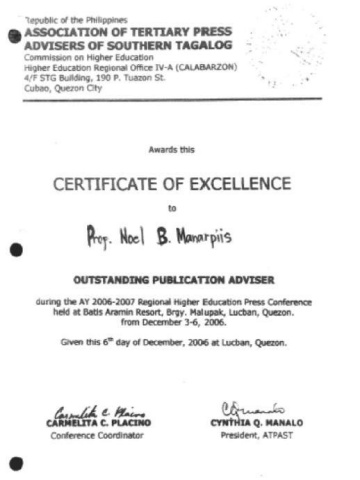 Republic of the Philippines
ASSOCIATION OF TERTIARY PRESS
ADVISERS OF SOUTHERN TAGALOG
Commission on Higher Education
Higher Education Regional Office IV-A (CALABARZON)
4/F STG Building, 190 P. Tuazon St.
Cubao, Quezon City
Awards this
CERTIFICATE OF EXCELLENCE
to
Prof. Noel B. Manarpiis
OUTSTANDING PUBLICATION ADVISER
during the AY 2006-2007 Regional Higher Education Press Conference
held at Batis Aramin Resort, Brgy. Malupak, Lucban, Quezon.
from December 3-6, 2006.
Given this 6th day of December, 2006 at Lucban, Quezon.
Carmelita C. Placino
CARMELITA C. PLACINO
CYNTHIA Q. MANALO
Conference Coordinator
President, ATPAST